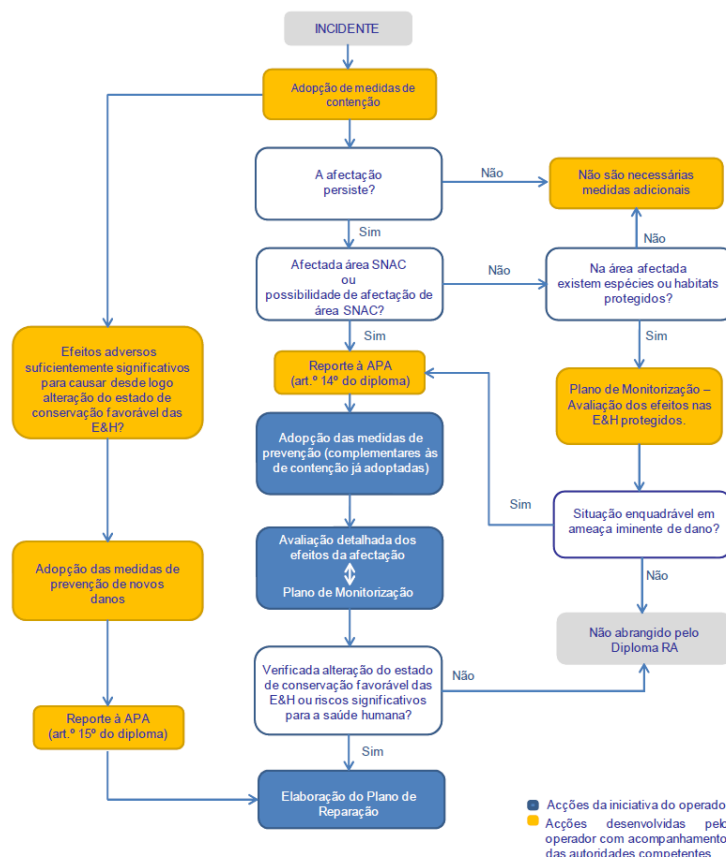 INCIDENTE
Adopção de medidas de
contenção
A afectação
persiste?
Não
Não são necessárias
medidas adicionais
Sim
Não
Afectada área SNAC
ou
possibilidade de afectação de
área SNAC?
Não
Na área afectada
existem espécies ou habitats
protegidos?
Sim
Sim
Efeitos adversos
suficientemente significativos
para causar desde logo
alteração do estado de
conservação favorável das
E&H?
Reporte à APA
(art.º 14º do diploma)
Plano de Monitorização –
Avaliação dos efeitos nas
E&H protegidos.
Adopção das medidas de
prevenção (complementares às
de contenção já adoptadas)
Sim
Situação enquadrável em
ameaça iminente de dano?
Avaliação detalhada dos
efeitos da afectação
Plano de Monitorização
Adopção das medidas de
prevenção de novos
danos
Não
Não abrangido pelo
Diploma RA
Verificada alteração do estado
de conservação favorável das
E&H ou riscos significativos
para a saúde humana?
Não
Reporte à APA
(art.º 15º do diploma)
Sim
Elaboração do Plano de
Reparação
Acções da iniciativa do operado
Acções desenvolvidas pelo
operador com acompanhamento
das autoridades competentes